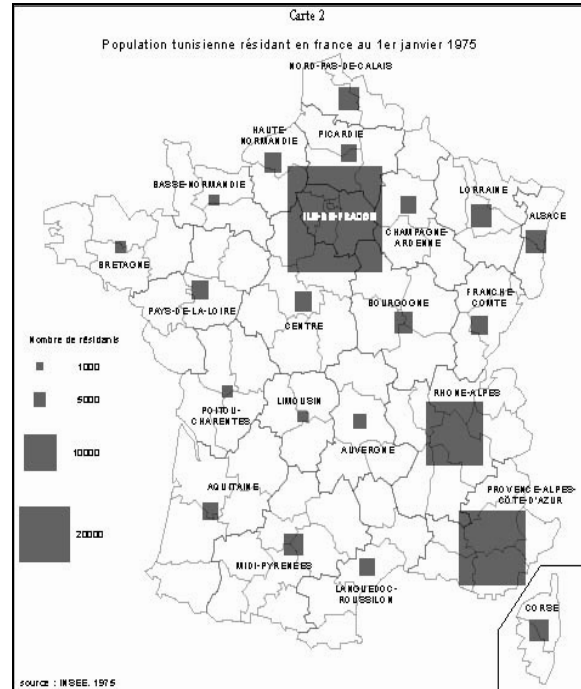 Carte 2
Population tunisienne résidant en france au 1er janvier 1975
NORD-PAS-DE-CALAIS
HAUTE-
NORMANDIE
PICARDIE
BASSE-NORMANDIE
ILE-DE-FRANCE
LORRAINE
ALSACE
CHAMPAGNE-
ARDENNE
BRETAGNE
PAYS-DE-LA-LOIRE
CENTRE
BOURGOGNE
FRANCHE-
COMTE
Nombre de résidants
1000
5000
10000
20000
POITOU-
CHARENTES
LIMOUSIN
AUVERGNE
RHONE-ALPES
AQUITAINE
PROVENCE-ALPES-
CÔTE-D'AZUR
MIDI-PYRENÉES
LANGUEDOC-
ROUSSILON
CORSE
source : INSEE, 1975